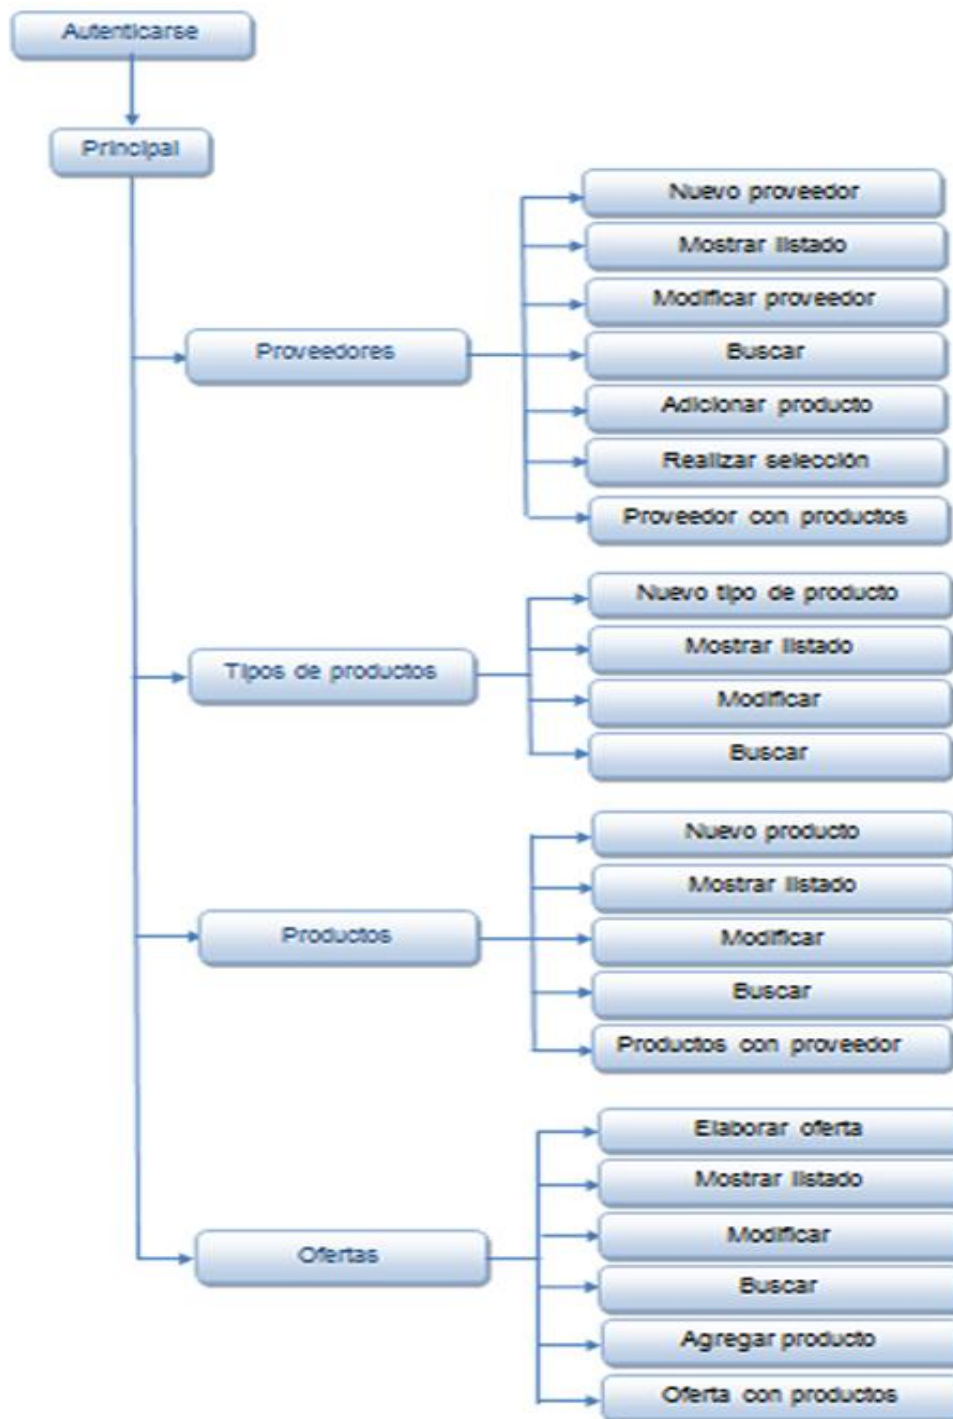 Autenticarse
Principal
Proveedores
Nuevo proveedor
Mostrar listado
Modificar proveedor
Buscar
Adicionar producto
Realizar selección
Proveedor con productos
Tipos de productos
Nuevo tipo de producto
Mostrar listado
Modificar
Buscar
Productos
Nuevo producto
Mostrar listado
Modificar
Buscar
Productos con proveedor
Ofertas
Elaborar oferta
Mostrar listado
Modificar
Buscar
Agregar producto
Oferta con productos